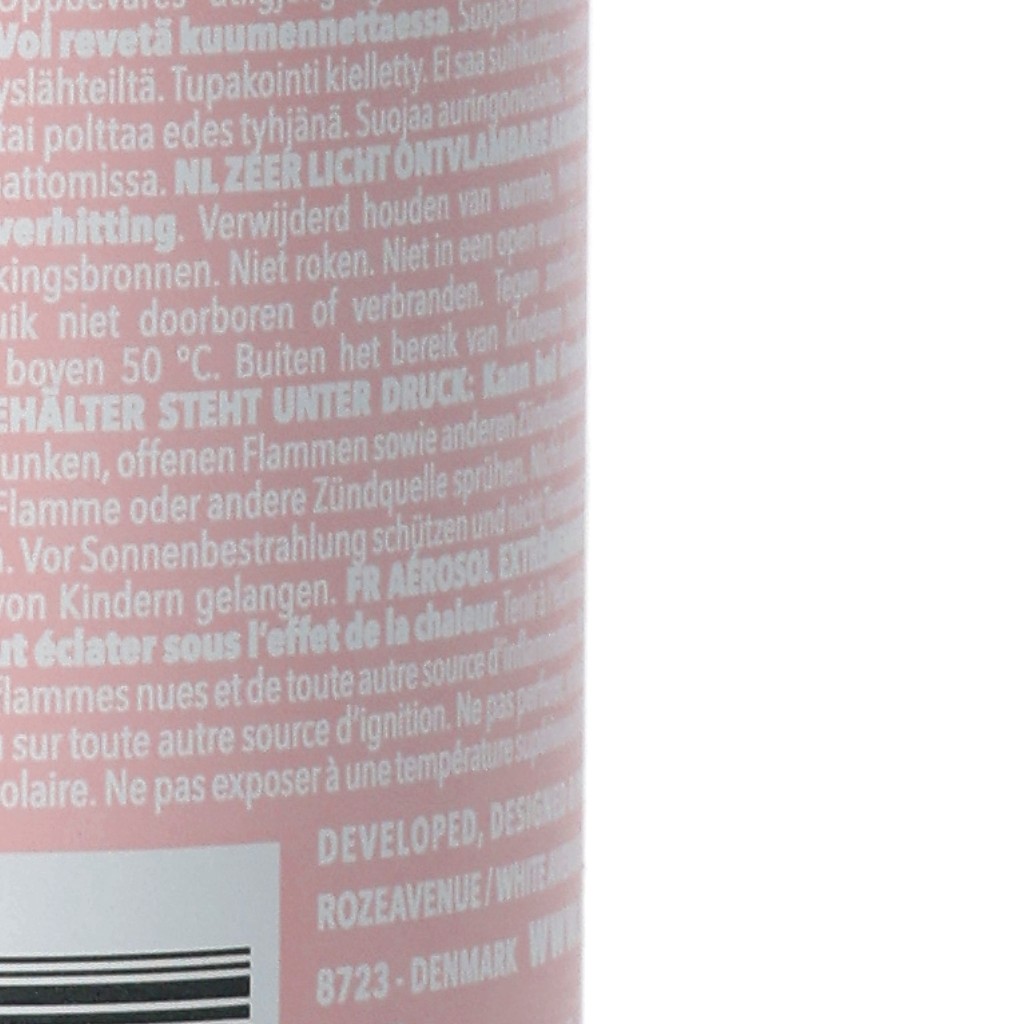 Voi revetä kuumennettaessa. Suojaa
yslähteiltä. Tupakointi kielletty. Ei saa suihkuttaa
tai polttaa edes tyhjänä. Suojaa auringonvalolta.
attomissa. NL ZEER LICHT ONTVLAMBARE
verhitting. Verwijderd houden van warmte,
kingsbronnen. Niet roken. Niet in een open
uik niet doorboren of verbranden. Tegen
boven 50 °C. Buiten het bereik van kinderen
EHÄLTER STEHT UNTER DRUCK: Kann bei
unken, offenen Flammen sowie anderen
Flamme oder andere Zündquelle sprühen.
. Vor Sonnenbestrahlung schützen und nicht
von Kindern gelangen. FR AÉROSOL
ut éclater sous l'effet de la chaleur. Tenir à
flammes nues et de toute autre source
sur toute autre source d'ignition. Ne pas
olaire. Ne pas exposer à une température
DEVELOPED, DESIGNED
ROZEAVENUE / WHITE
8723 - DENMARK WWW